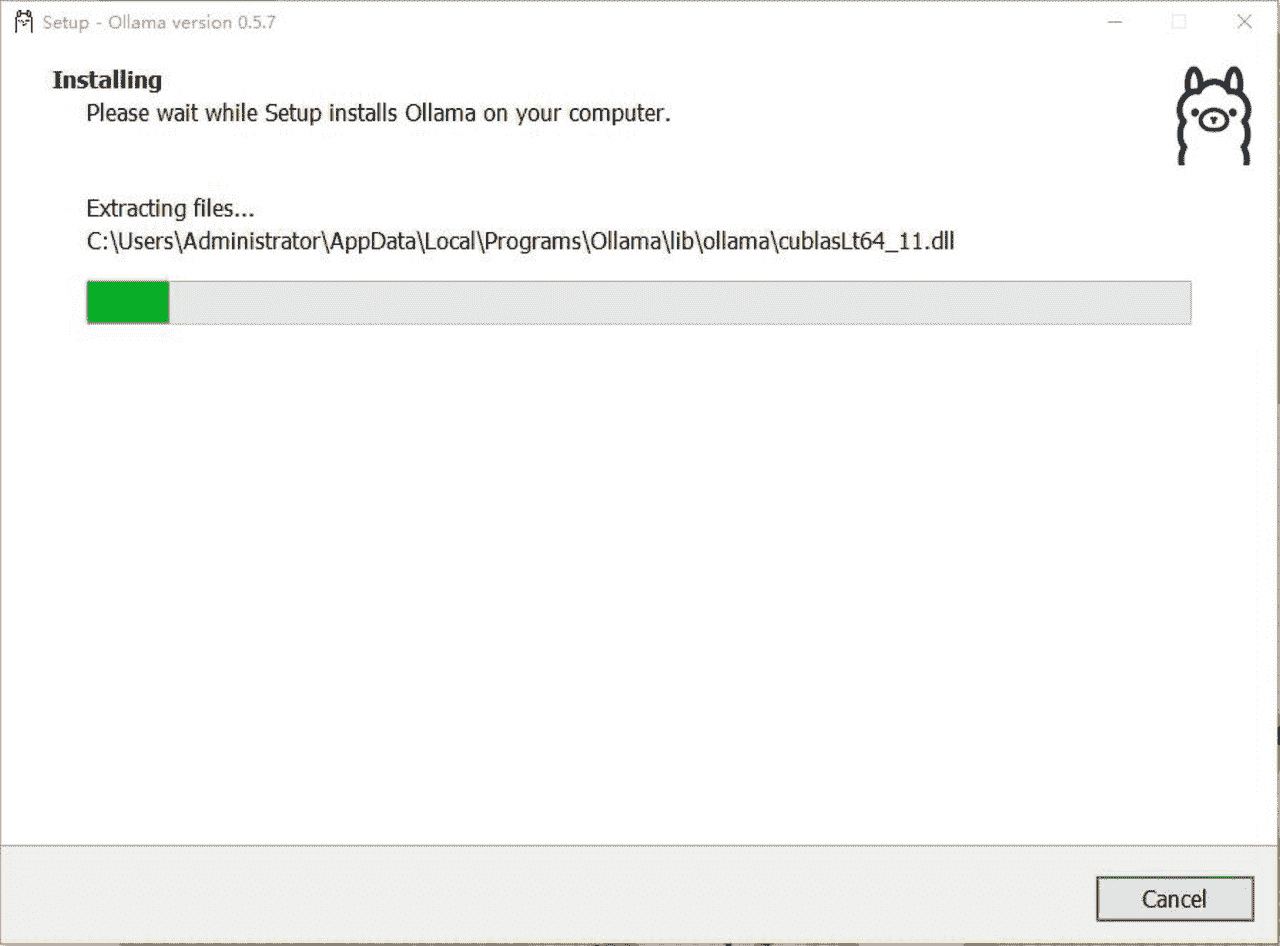 Setup - Ollama version 0.5.7
Installing
Please wait while Setup installs Ollama on your computer.
Extracting files...
C:\Users\Administrator\AppData\Local\Programs\Ollama\lib\ollama\cublasLt64_11.dll
Cancel